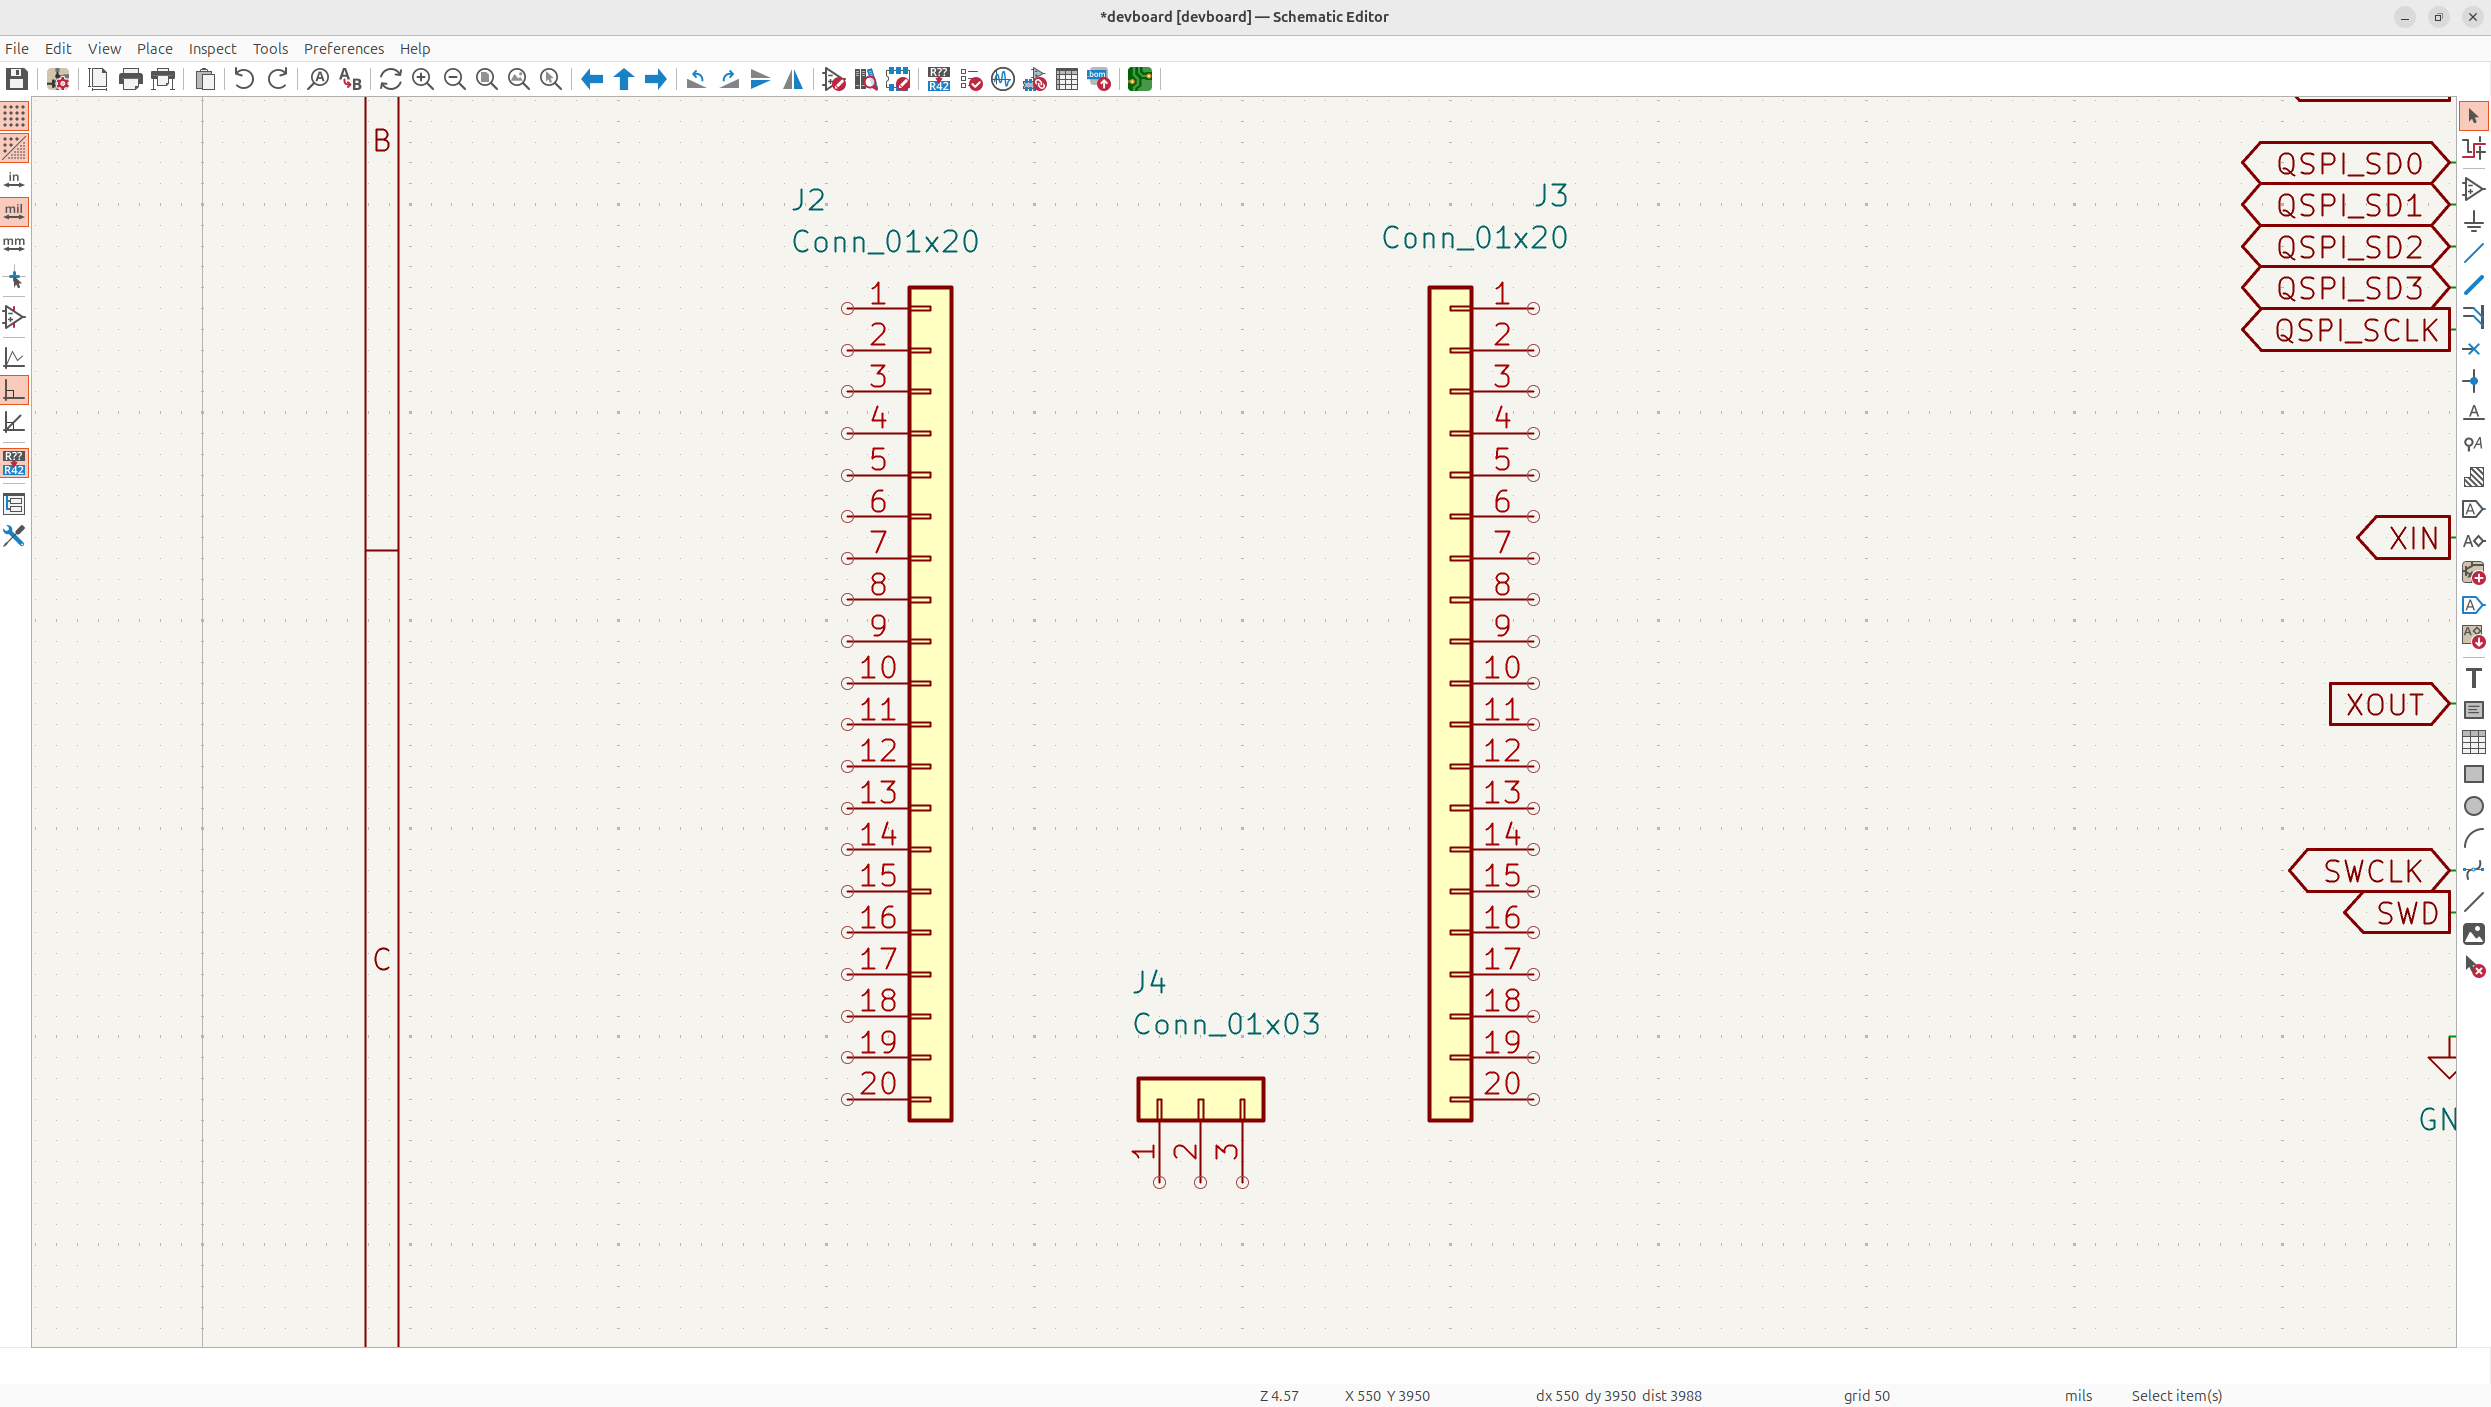 *devboard [devboard] — Schematic Editor
File Edit View Place Inspect Tools Preferences Help
in
mil
mm
R??
R42
R??
R42
.bom
B
C
J2
Conn_01x20
1
2
3
4
5
6
7
8
9
10
11
12
13
14
15
16
17
18
19
20
J3
Conn_01x20
1
2
3
4
5
6
7
8
9
10
11
12
13
14
15
16
17
18
19
20
J4
Conn_01x03
1 2 3
QSPI_SD0
QSPI_SD1
QSPI_SD2
QSPI_SD3
QSPI_SCLK
XIN
XOUT
SWCLK
SWD
GN
Z 4.57 X 550 Y 3950 dx 550 dy 3950 dist 3988 grid 50 mils Select item(s)